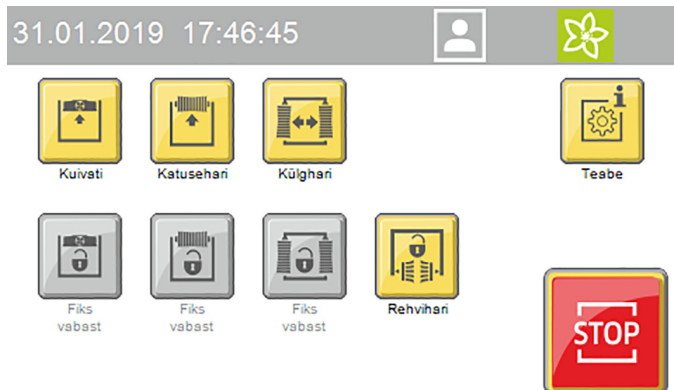 31.01.2019 17:46:45
Kuivati
Katusehari
Külghari
Teabe
Fiks
vabast
Fiks
vabast
Fiks
vabast
Rehvihari
STOP